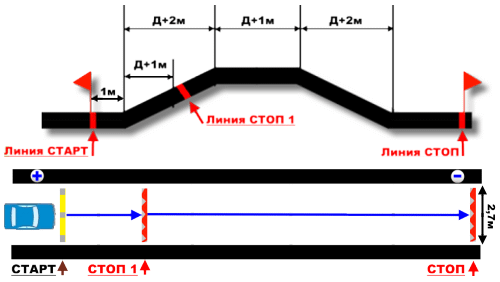 Д+2м Д+1м Д+2м
Д+1м
1м
Линия СТОП 1
Линия СТАРТ
Линия СТОП
+ −
2,7м
СТАРТ СТОП 1 СТОП